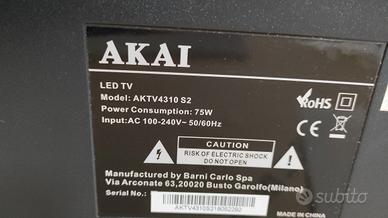 AKAI
LED TV
Model: AKTV4310 S2
Power Consumption: 75W
Input:AC 100-240V~ 50/60Hz
RoHS
CE
CAUTION
RISK OF ELECTRIC SHOCK
DO NOT OPEN
Manufactured by Barni Carlo Spa
Via Arconate 63,20020 Busto Garolfo(Milano)
Serial No.:
MADE IN CHINA
subito